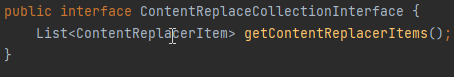 public interface ContentReplaceCollectionInterface {
    List<ContentReplacerItem> getContentReplacerItems();
}